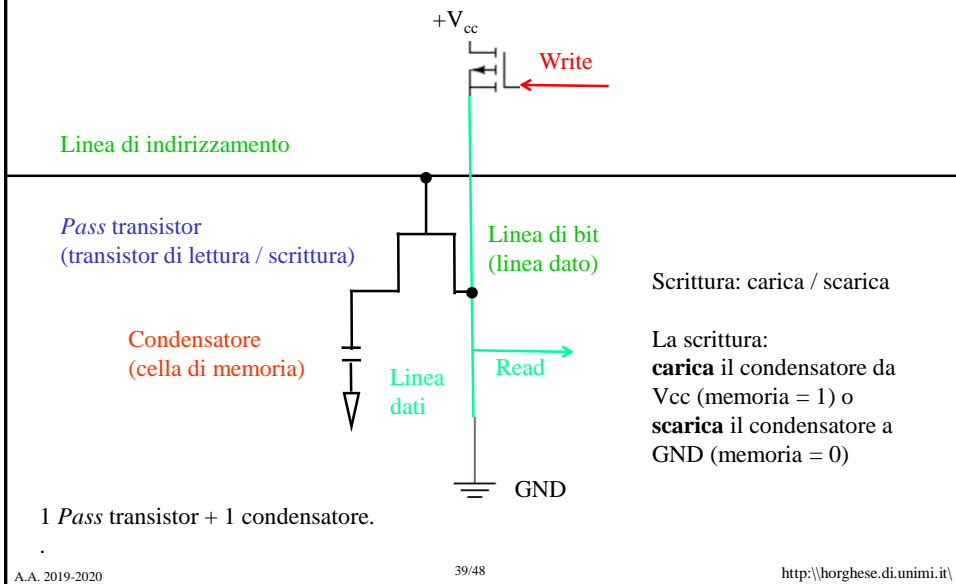 +Vcc
Write
Linea di indirizzamento
Pass transistor
(transistor di lettura / scrittura)
Linea di bit
(linea dato)
Scrittura: carica / scarica
Condensatore
(cella di memoria)
Linea
dati
Read
La scrittura:
carica il condensatore da
Vcc (memoria = 1) o
scarica il condensatore a
GND (memoria = 0)
GND
1 Pass transistor + 1 condensatore.
.
A.A. 2019-2020
39/48
http:\\horghese.di.unimi.it\